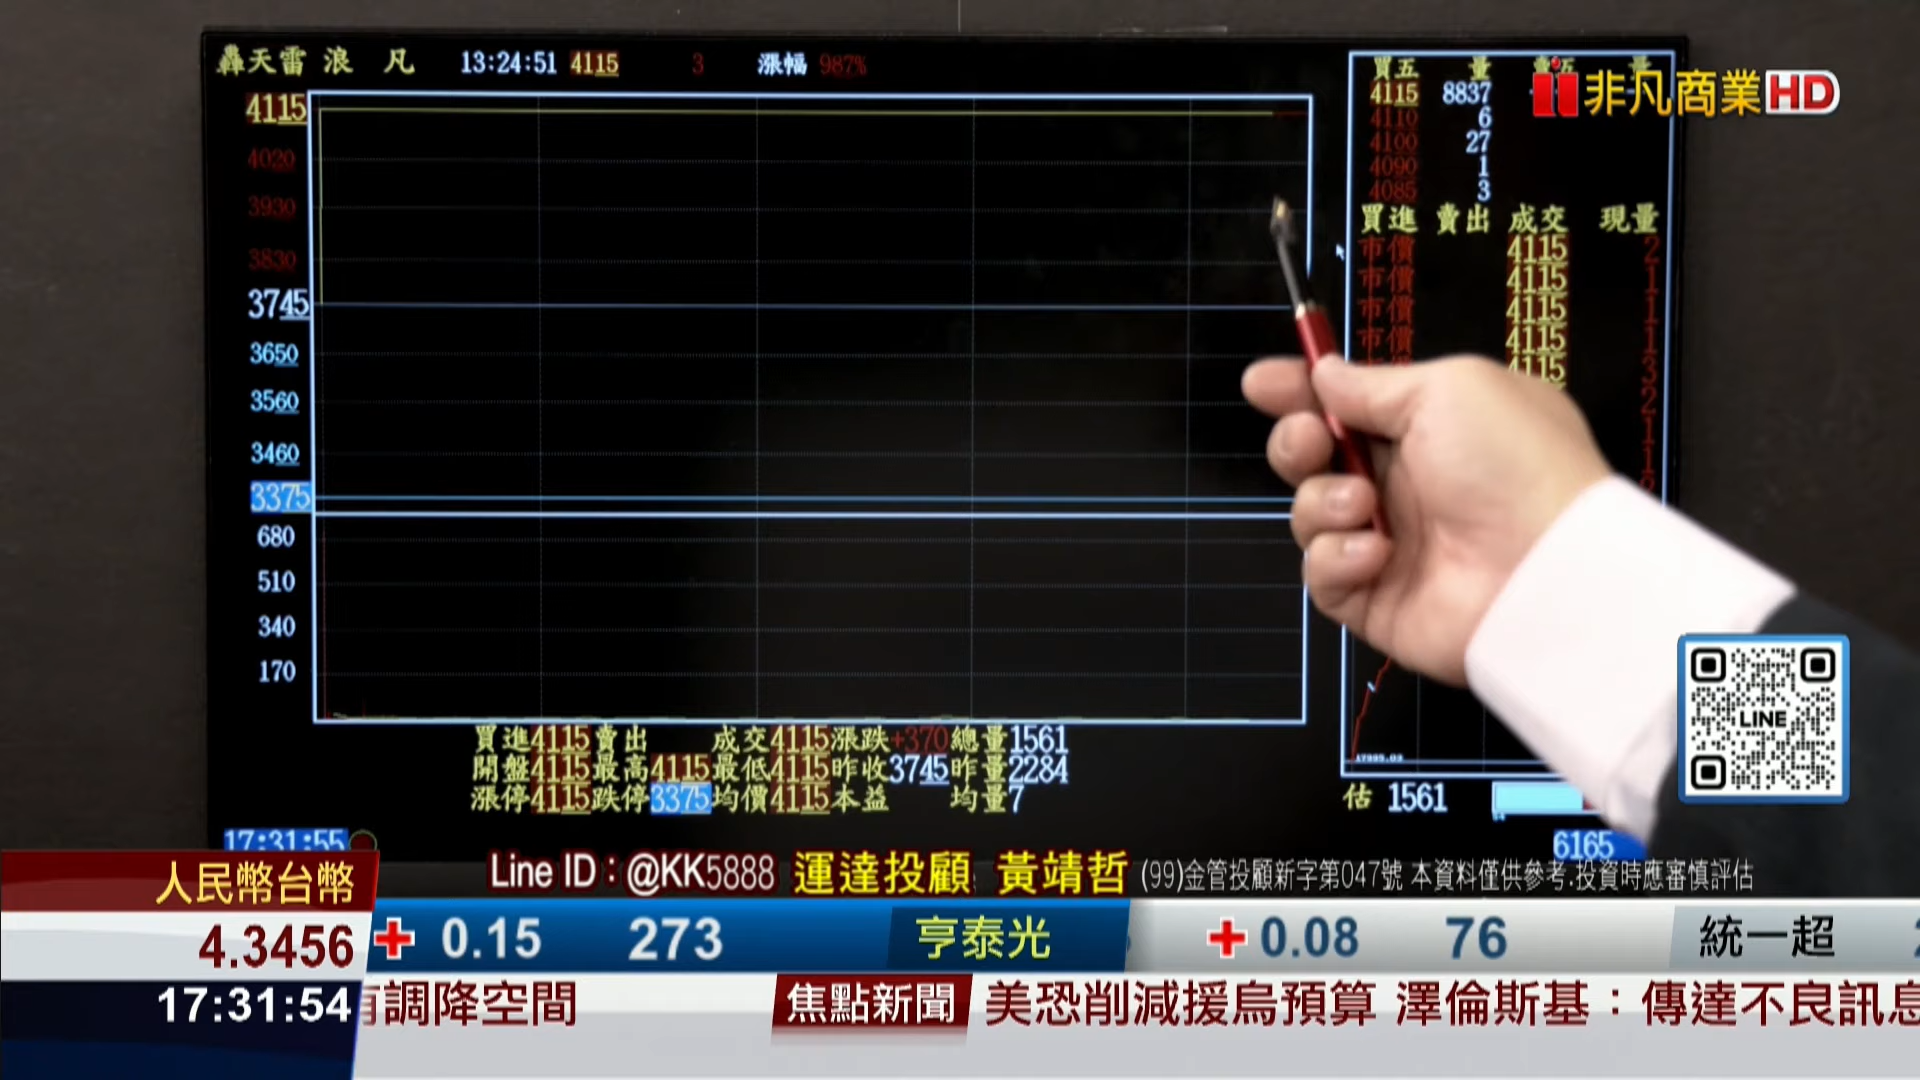 轟天雷 浪 凡 13:24:51 4115 3 漲幅 987%
非凡商業HD
買五 量
4115 8837
4110 6
4100 27
4090 1
4085 3
買進 賣出 成交 現量
市價 4115 2
市價 4115 1
市價 4115 1
市價 4115 1
4115 3
2
1
1
4115
4020
3930
3830
3745
3650
3560
3460
3375
680
510
340
170
買進4115賣出 成交4115漲跌+370總量1561
開盤4115最高4115最低4115昨收3745昨量2284
漲停4115跌停3375均價4115本益 均量7
估 1561
6165
17:31:55
LINE
Line ID:@KK5888 運達投顧 黃靖哲 (99)金管投顧新字第047號 本資料僅供參考.投資時應審慎評估
人民幣台幣
4.3456
0.15 273 亨泰光 0.08 76 統一超
17:31:54
調降空間 焦點新聞 美恐削減援烏預算 澤倫斯基:傳達不良訊息